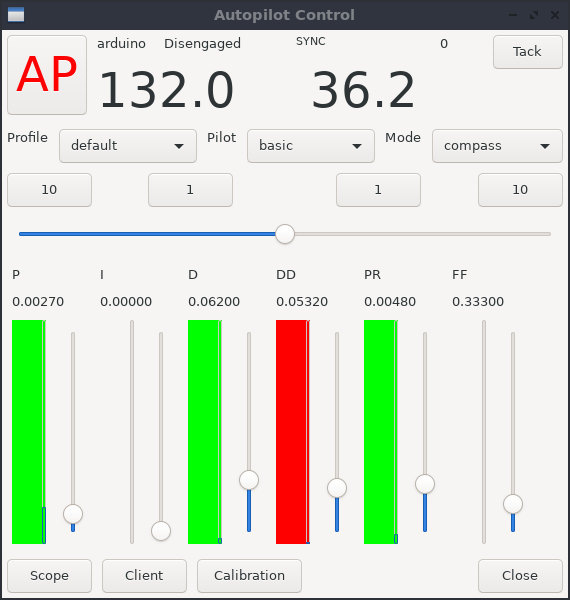 Autopilot Control
AP arduino Disengaged SYNC 0 Tack
132.0 36.2
Profile default Pilot basic Mode compass
10 1 1 10
P I D DD PR FF
0.00270 0.00000 0.06200 0.05320 0.00480 0.33300
Scope Client Calibration Close